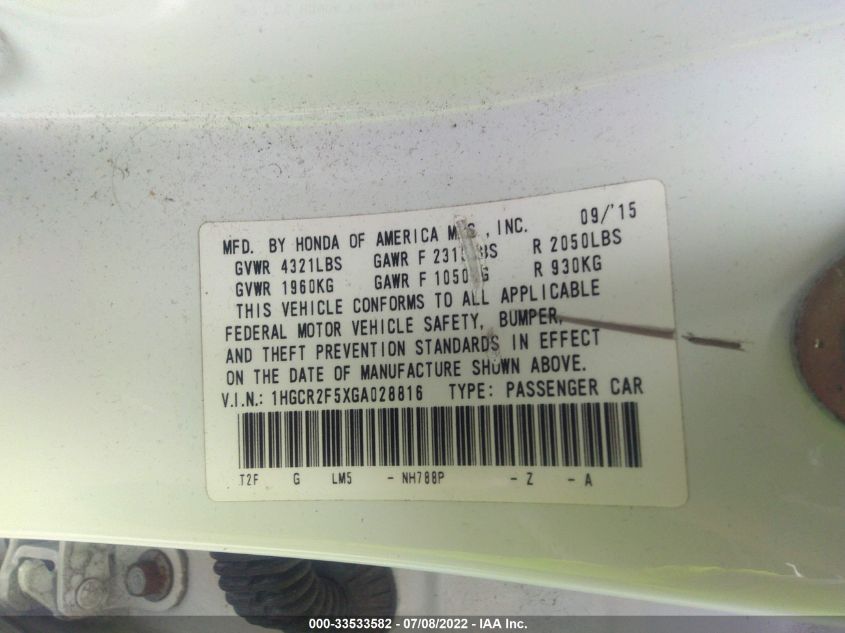 MFD. BY HONDA OF AMERICA INC. 09/'15
GVWR 4321LBS GAWR F R 2050LBS
GVWR 1960KG GAWR F R 930KG
THIS VEHICLE CONFORMS TO ALL APPLICABLE
FEDERAL MOTOR VEHICLE SAFETY, BUMPER,
AND THEFT PREVENTION STANDARDS IN EFFECT
ON THE DATE OF MANUFACTURE SHOWN ABOVE.
V.I.N.: 1HGCR2F5XGA028816 TYPE: PASSENGER CAR
T2F G LM5 - NH788P - Z - A
000-33533582 - 07/08/2022 - IAA Inc.